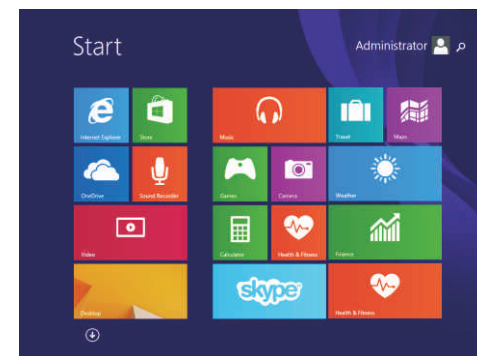 Start
Administrator
Internet Explorer
Store
Music
Travel
Maps
OneDrive
Sound Recorder
Games
Camera
Weather
Video
Calculator
Health & Fitness
Finance
Desktop
skype
Health & Fitness